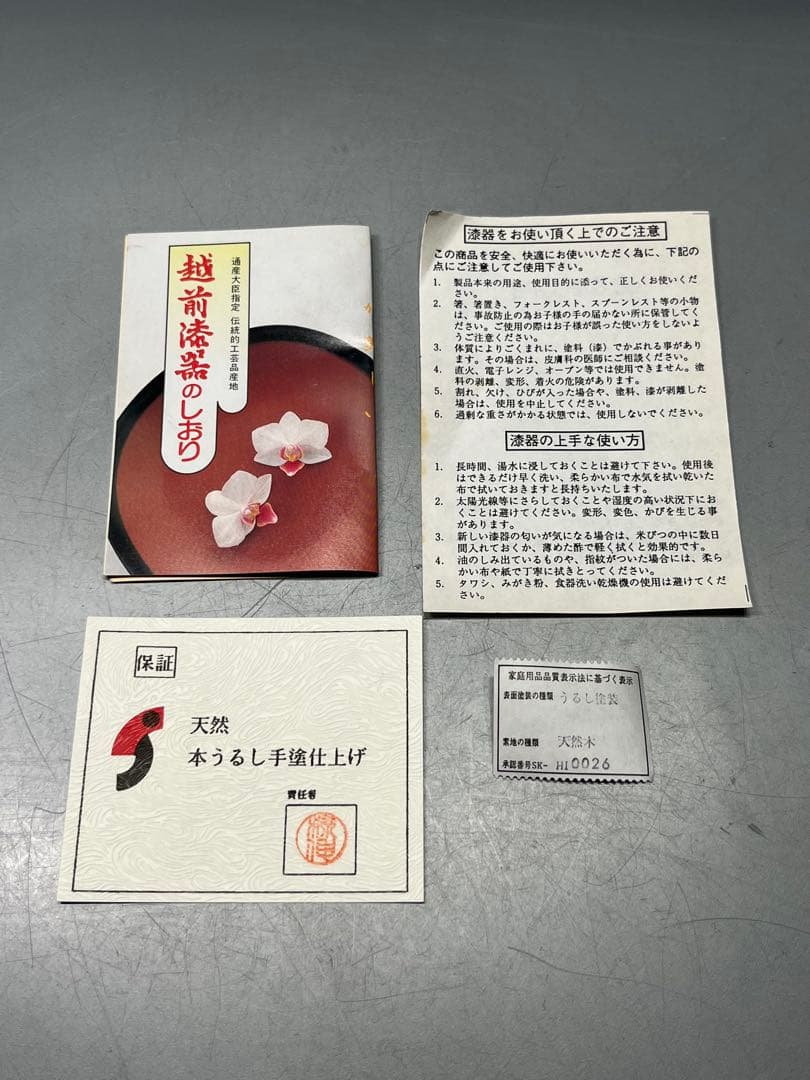 通産大臣指定 伝統的工芸品産地
越前漆器のしおり
漆器をお使い頂く上でのご注意
この商品を安全、快適にお使いいただく為に、下記の
点にご注意してご使用下さい。
1. 製品本来の用途、使用目的に添って、正しくお使いくだ
さい。
2. 箸、箸置き、フォークレスト、スプーンレスト等の小物
は、事故防止の為お子様の手の届かない所に保管してく
ださい。ご使用の際はお子様が誤った使い方をしないよ
うご注意ください。
3. 体質によりごくまれに、塗料（漆）でかぶれる事があり
ます。その場合は、皮膚科の医師にご相談ください。
4. 直火、電子レンジ、オーブン等では使用できません。塗
料の剥離、変形、着火の危険があります。
5. 割れ、欠け、ひびが入った場合や、塗料、漆が剥離した
場合は、使用を中止してください。
6. 過剰な重さがかかる状態では、使用しないでください。
漆器の上手な使い方
1. 長時間、湯水に浸しておくことは避けて下さい。使用後
はできるだけ早く洗い、柔らかい布で水気を拭い乾いた
布で拭いておきますと長持ちいたします。
2. 太陽光線等にさらしておくことや湿度の高い状況下にお
くことは避けてください。変形、変色、かびを生じる事
があります。
3. 新しい漆器の匂いが気になる場合は、米びつの中に数日
間入れておくか、薄めた酢で軽く拭くと効果的です。
4. 油のしみ出ているものや、指紋がついた場合には、柔ら
かい布や紙で丁寧に拭きとってください。
5. タワシ、みがき粉、食器洗い乾燥機の使用は避けてくだ
さい。
保証
天然
本うるし手塗仕上げ
責任者
家庭用品品質表示法に基づく表示
表面塗装の種類 うるし塗装
素地の種類 天然木
承認番号SK- HI0026